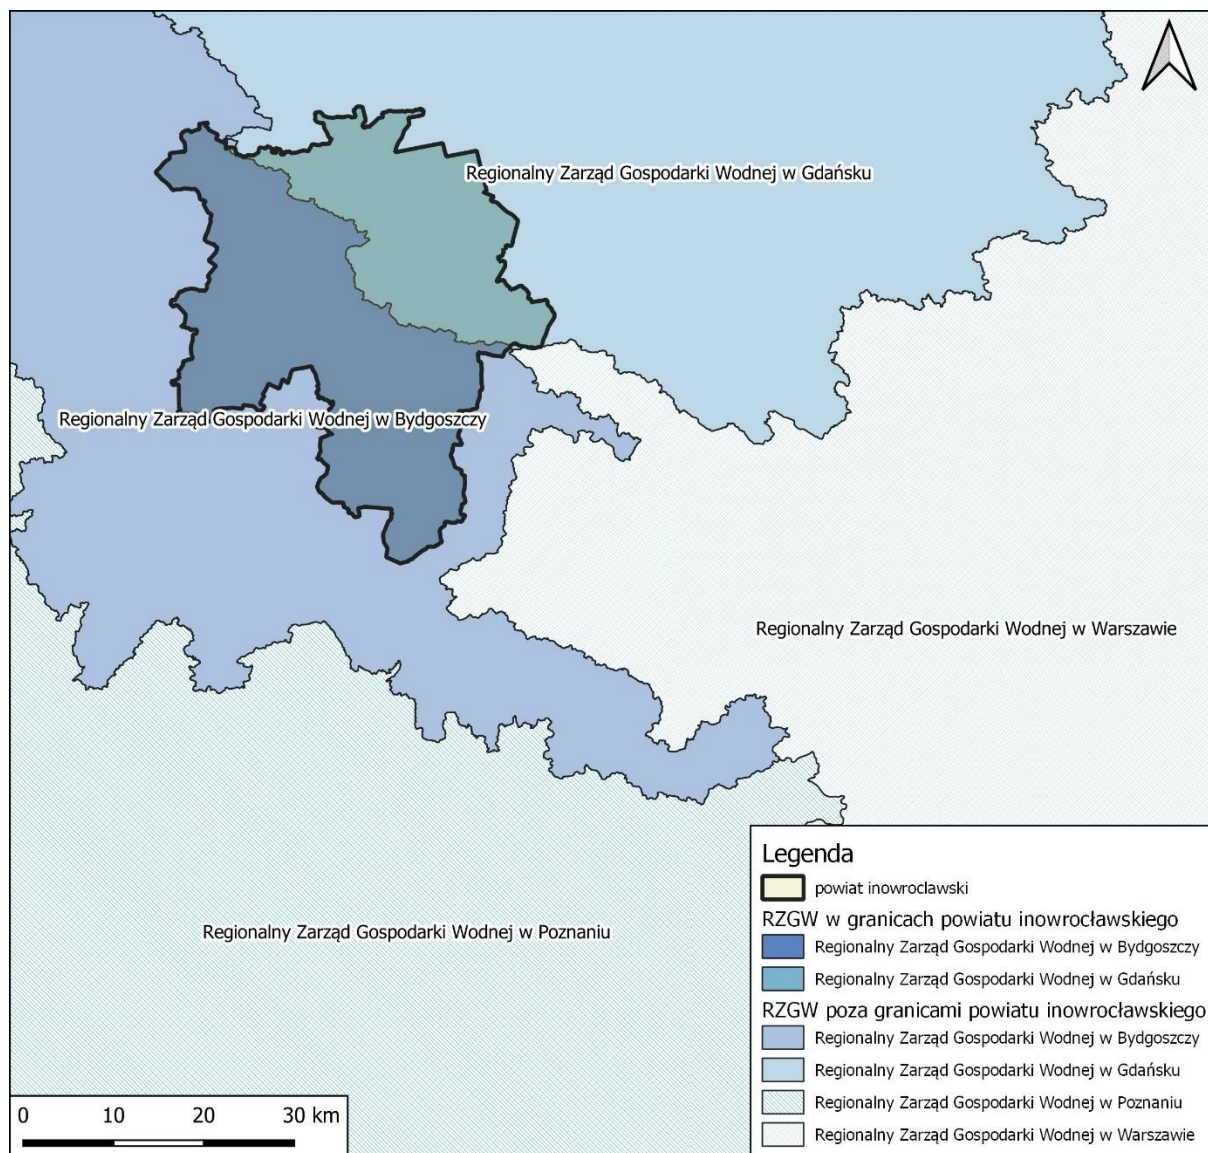 Regionalny Zarząd Gospodarki Wodnej w Gdańsku
Regionalny Zarząd Gospodarki Wodnej w Bydgoszczy
Regionalny Zarząd Gospodarki Wodnej w Warszawie
Regionalny Zarząd Gospodarki Wodnej w Poznaniu
Legenda
powiat inowroclawski
RZGW w granicach powiatu inowrocławskiego
Regionalny Zarząd Gospodarki Wodnej w Bydgoszczy
Regionalny Zarząd Gospodarki Wodnej w Gdańsku
RZGW poza granicami powiatu inowrocławskiego
Regionalny Zarząd Gospodarki Wodnej w Bydgoszczy
Regionalny Zarząd Gospodarki Wodnej w Gdańsku
Regionalny Zarząd Gospodarki Wodnej w Poznaniu
Regionalny Zarząd Gospodarki Wodnej w Warszawie
0 10 20 30 km